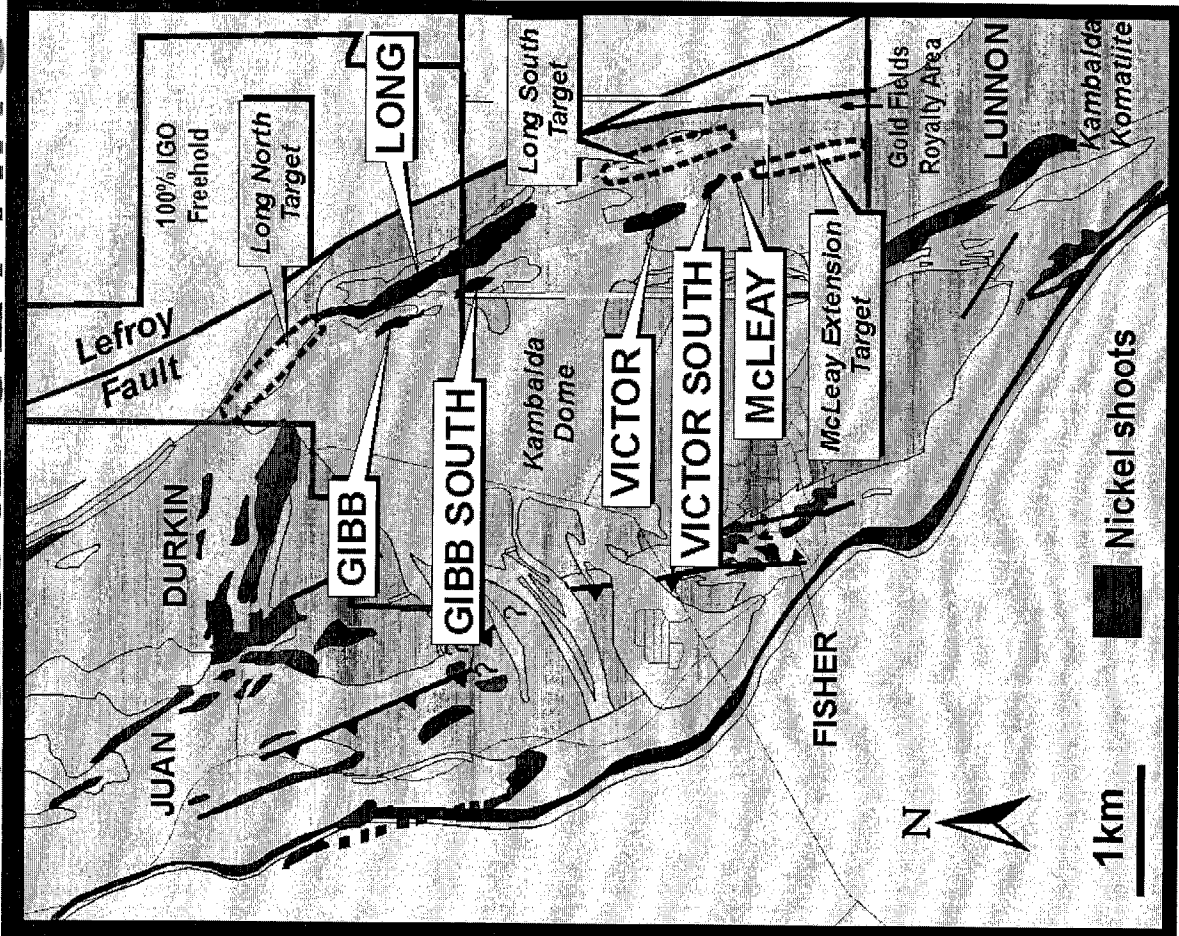 Lefroy
Fault
100% IGO
Freehold
Long North
Target
LONG
Long South
Target
DURKIN
JUAN
GIBB
GIBB SOUTH
Kambalda
Dome
VICTOR
VICTOR SOUTH
McLEAY
McLeay Extension
Target
Gold Fields
Royalty Area
LUNNON
Kambalda
Komatiite
?
?
FISHER
N
1km
Nickel shoots